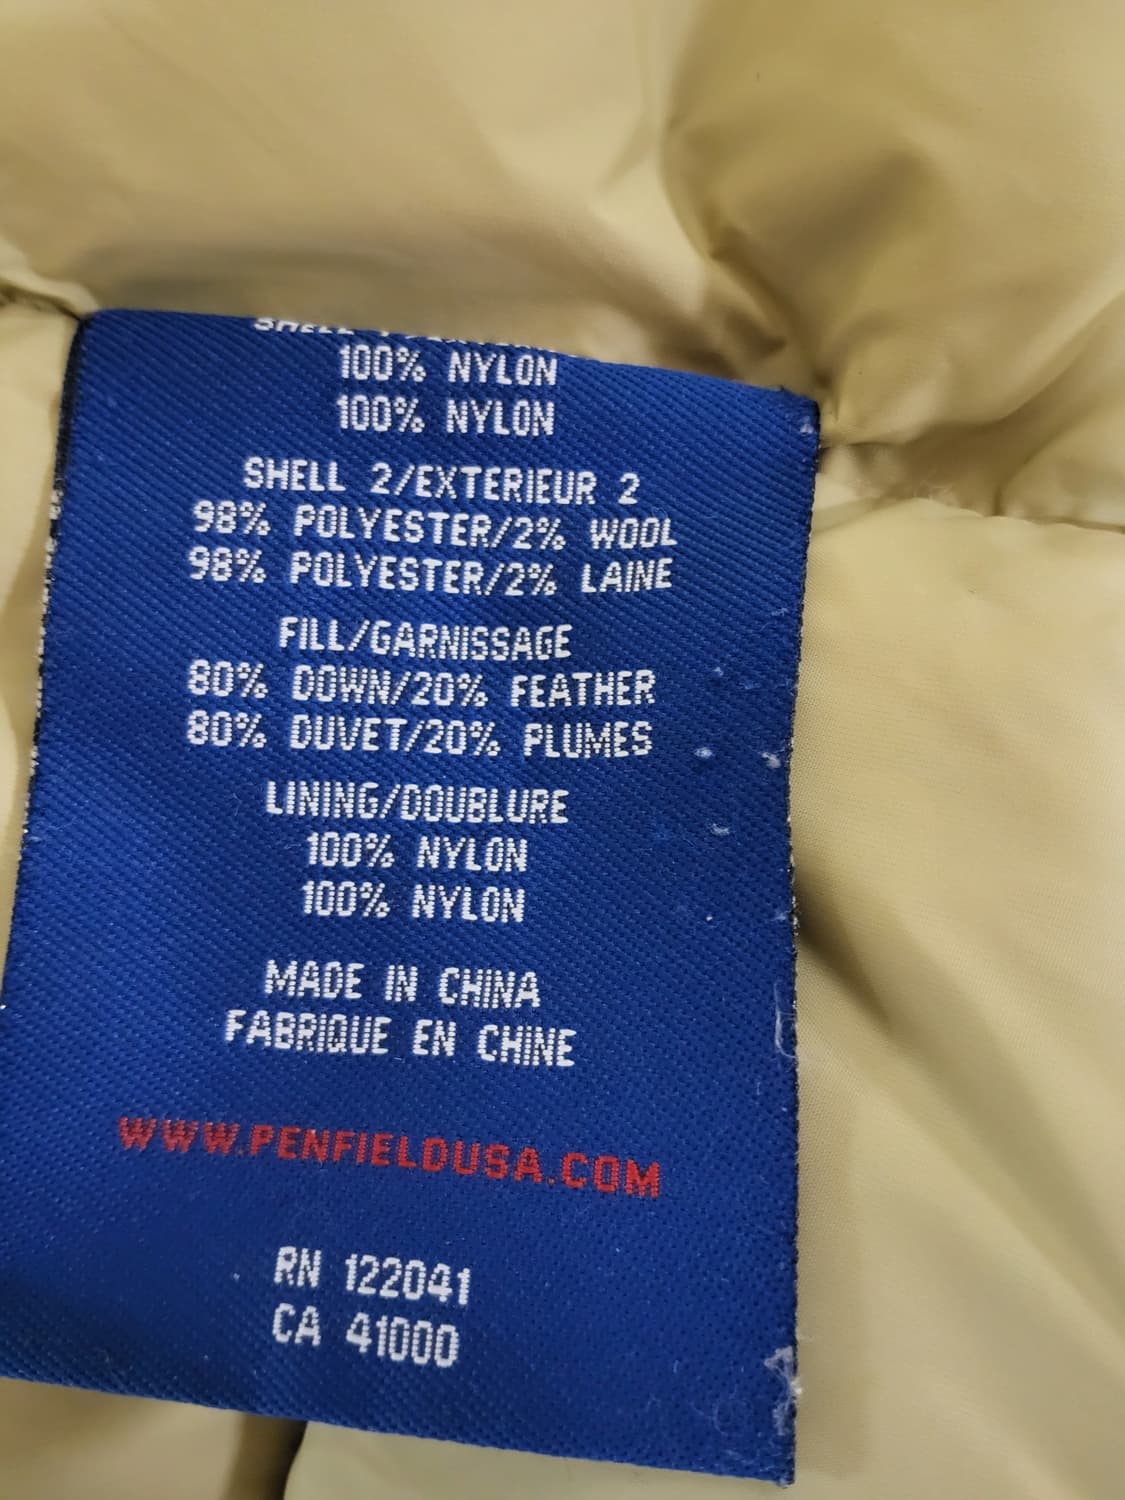 SHELL
100% NYLON
100% NYLON
SHELL 2/EXTERIEUR 2
98% POLYESTER/2% WOOL
98% POLYESTER/2% LAINE
FILL/GARNISSAGE
80% DOWN/20% FEATHER
80% DUVET/20% PLUMES
LINING/DOUBLURE
100% NYLON
100% NYLON
MADE IN CHINA
FABRIQUE EN CHINE
WWW.PENFIELDUSA.COM
RN 122041
CA 41000